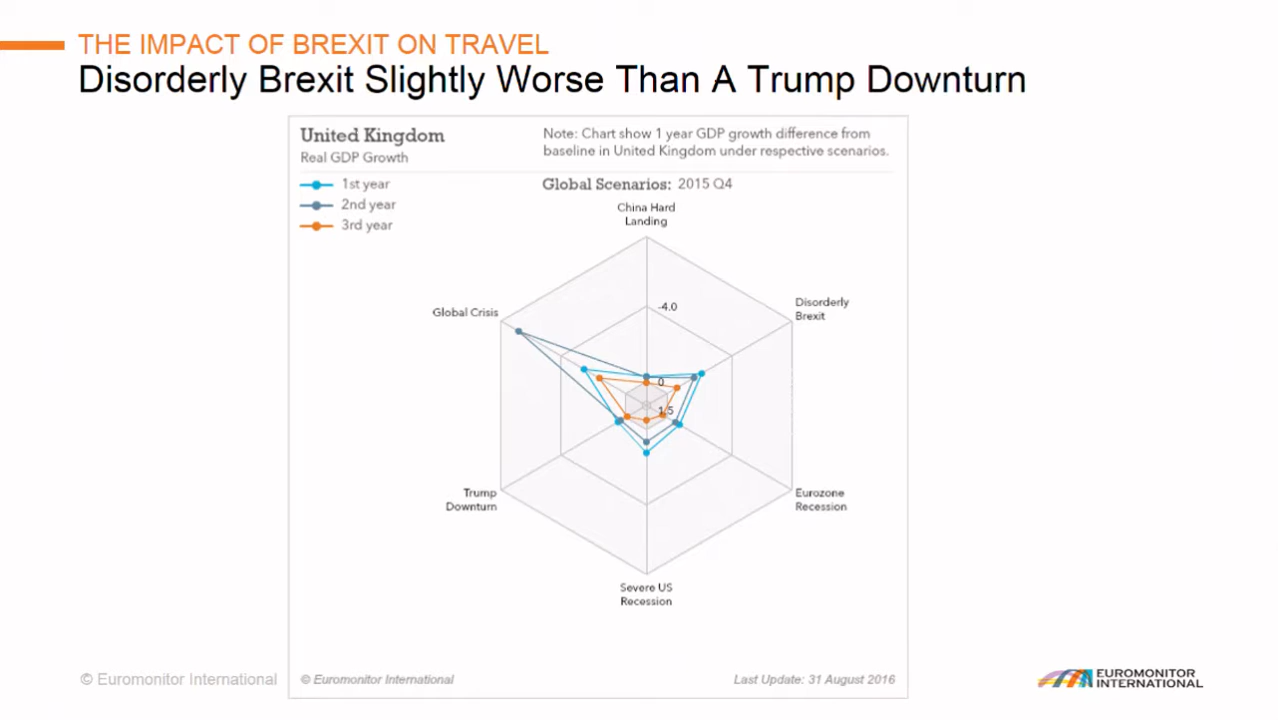 THE IMPACT OF BREXIT ON TRAVEL
Disorderly Brexit Slightly Worse Than A Trump Downturn
United Kingdom
Real GDP Growth
Note: Chart show 1 year GDP growth difference from
baseline in United Kingdom under respective scenarios.
1st year
2nd year
3rd year
Global Scenarios: 2015 Q4
China Hard
Landing
Global Crisis
-4.0
Disorderly
Brexit
0
1.5
Trump
Downturn
Eurozone
Recession
Severe US
Recession
© Euromonitor International
© Euromonitor International
Last Update: 31 August 2016
EUROMONITOR
INTERNATIONAL